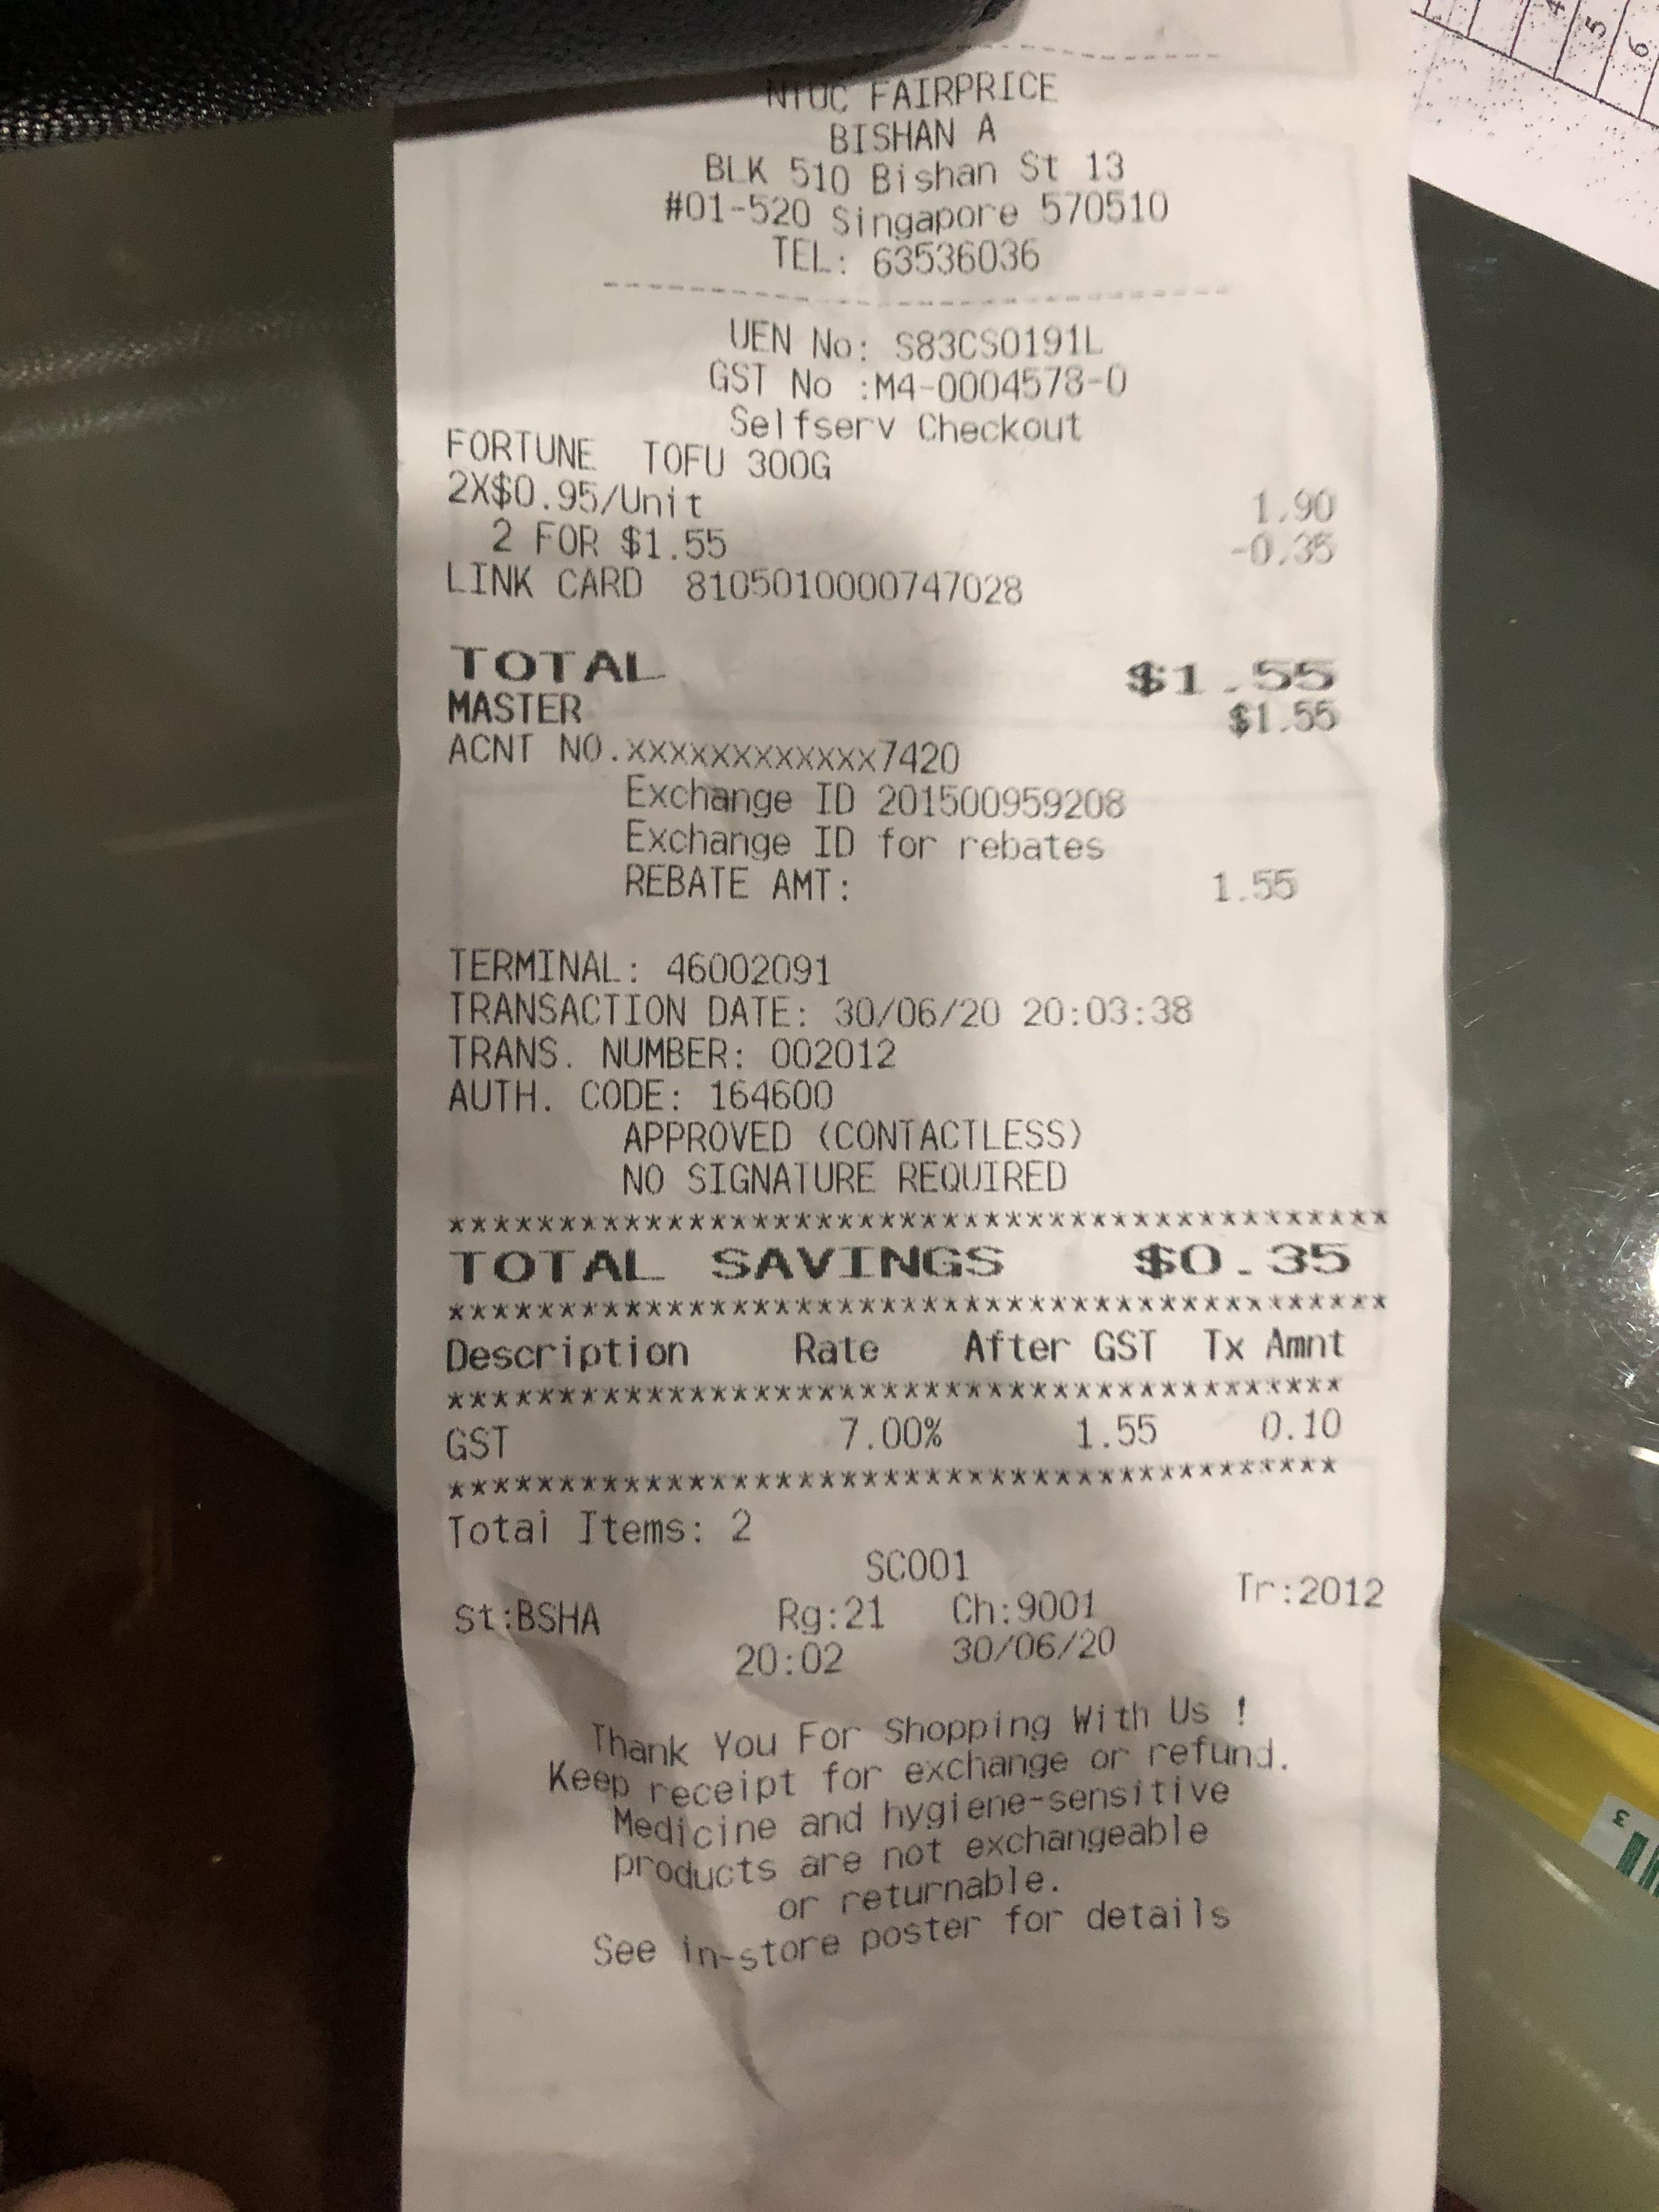 NTUC FAIRPRICE
BISHAN A
BLK 510 Bishan St 13
#01-520 Singapore 570510
TEL: 63536036
UEN No: S83CS0191L
GST No :M4-0004578-0
Selfserv Checkout
FORTUNE TOFU 300G
2X$0.95/Unit 1.90
2 FOR $1.55 -0.35
LINK CARD 8105010000747028
TOTAL $1.55
MASTER $1.55
ACNT NO.XXXXXXXXXXXX7420
Exchange ID 201500959208
Exchange ID for rebates
REBATE AMT: 1.55
TERMINAL: 46002091
TRANSACTION DATE: 30/06/20 20:03:38
TRANS. NUMBER: 002012
AUTH. CODE: 164600
APPROVED (CONTACTLESS)
NO SIGNATURE REQUIRED
********************************************
TOTAL SAVINGS $0.35
********************************************
Description Rate After GST Tx Amnt
******************************************
GST 7.00% 1.55 0.10
******************************************
Total Items: 2
SC001
St:BSHA Rg:21 Ch:9001 Tr:2012
20:02 30/06/20
Thank You For Shopping With Us !
Keep receipt for exchange or refund.
Medicine and hygiene-sensitive
products are not exchangeable
or returnable.
See in-store poster for details
4
5
6
3